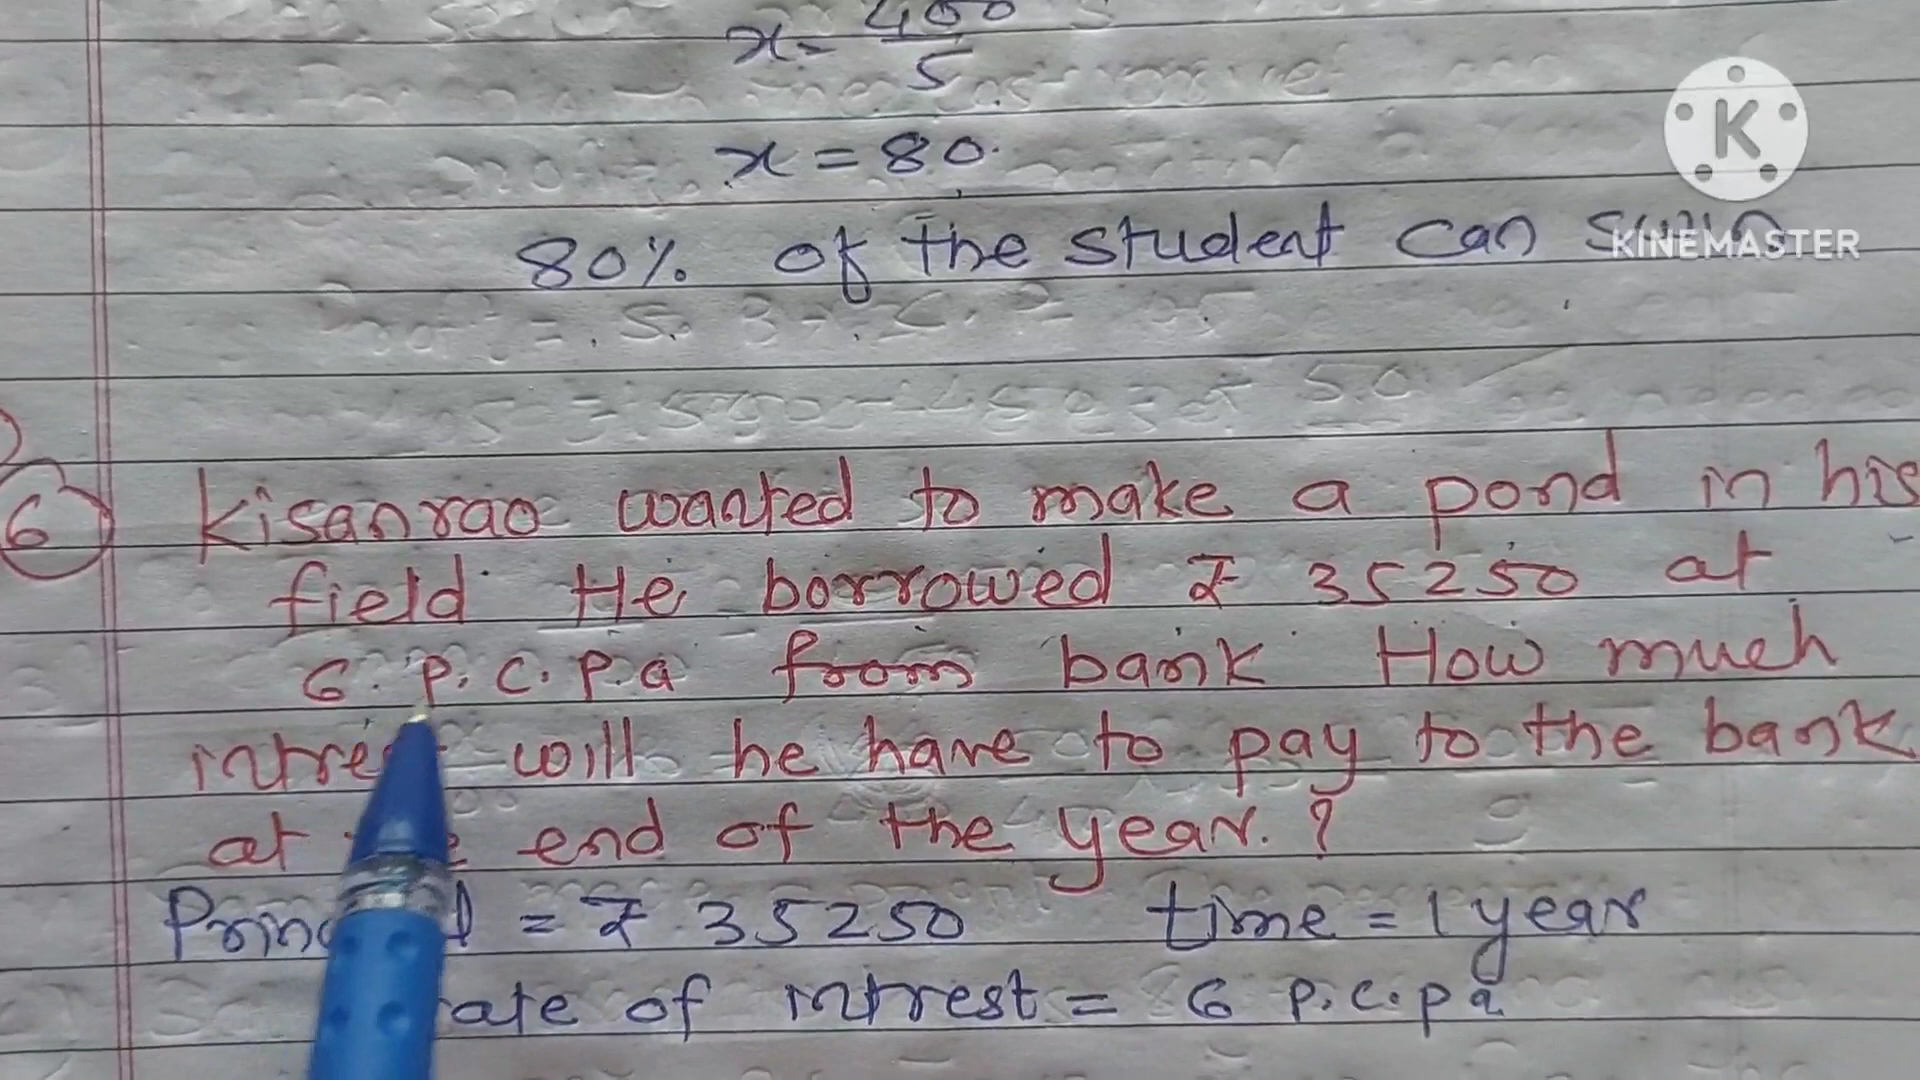 x = 400
5
x = 80.
80% of the student can
K
KINEMASTER
6 Kisanrao wanted to make a pond in his
field He borrowed ₹ 35250 at
6. P. C. P. a from bank How much
will he have to pay to the bank
at end of the year. ?
= ₹ 35250 time = 1 year
of intrest = 6 P. C. P a